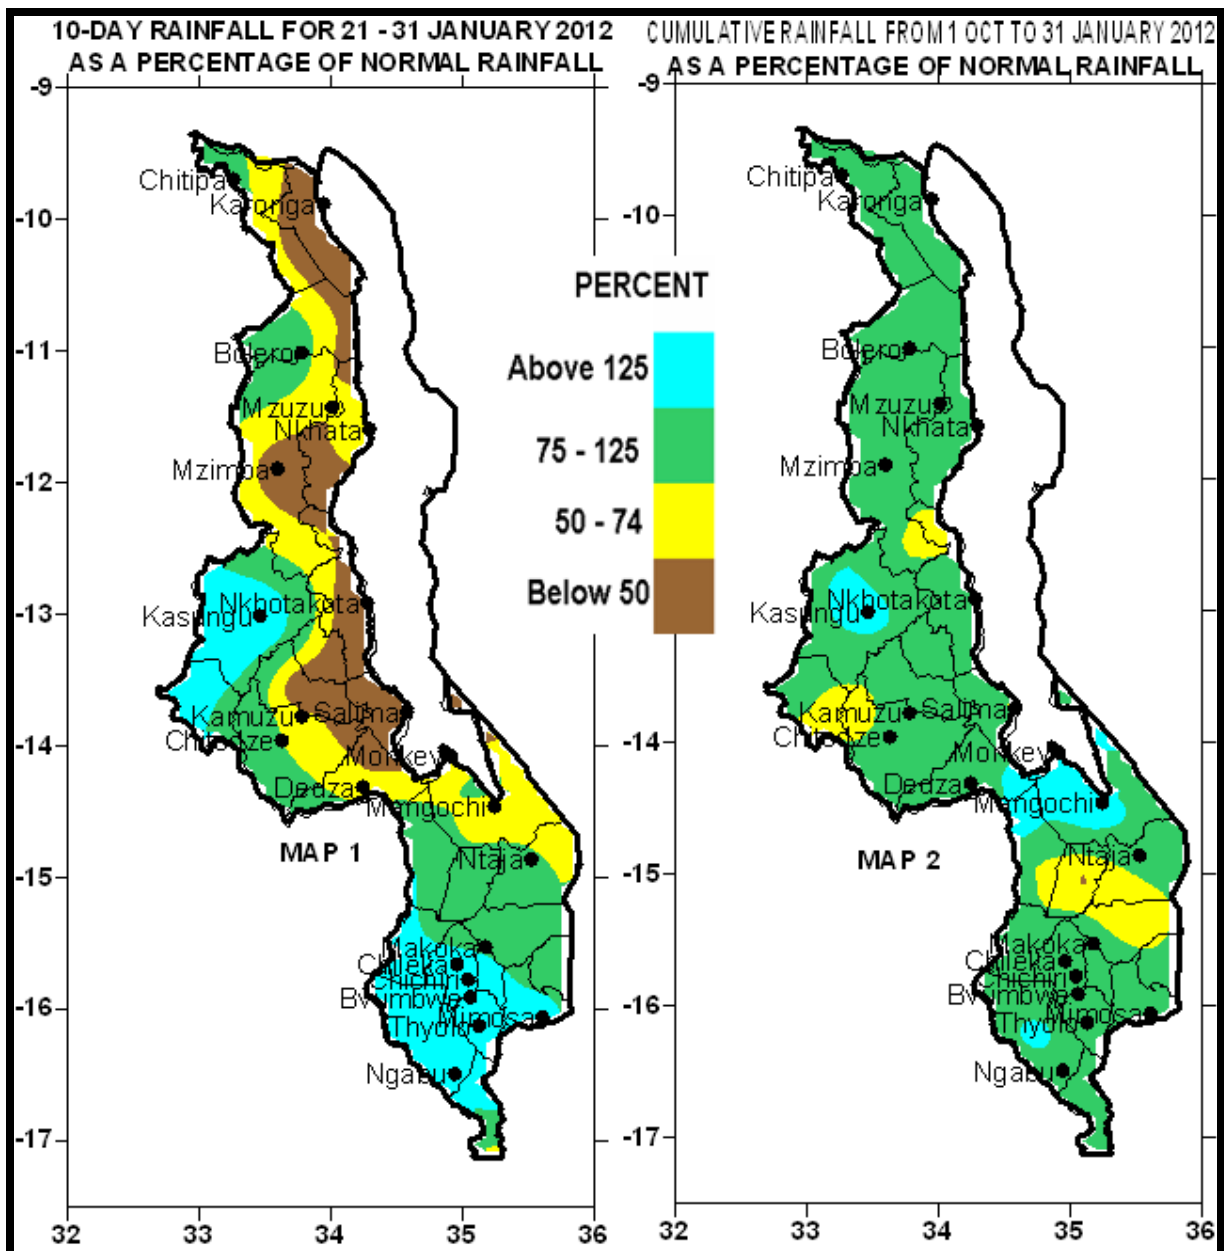 10-DAY RAINFALL FOR 21 - 31 JANUARY 2012
AS A PERCENTAGE OF NORMAL RAINFALL
CUMULATIVE RAINFALL FROM 1 OCT TO 31 JANUARY 2012
AS A PERCENTAGE OF NORMAL RAINFALL
-9
-10
-11
-12
-13
-14
-15
-16
-17
32
33
34
35
36
Chitipa
Karonga
Bolero
Mzuzu
Nkhata
Mzimba
Nkhotakota
Kasungu
Kamuzu
Salima
Chitedze
Monkey
Dedza
Mangochi
MAP 1
Ntaja
Makoka
Chileka
Chichiri
Bvumbwe
Mimosa
Thyolo
Ngabu
PERCENT
Above 125
75 - 125
50 - 74
Below 50
-9
-10
-11
-12
-13
-14
-15
-16
-17
32
33
34
35
36
Chitipa
Karonga
Bolero
Mzuzu
Nkhata
Mzimba
Nkhotakota
Kasungu
Kamuzu
Salima
Chitedze
Monkey
Dedza
Mangochi
MAP 2
Ntaja
Makoka
Chileka
Chichiri
Bvumbwe
Mimosa
Thyolo
Ngabu